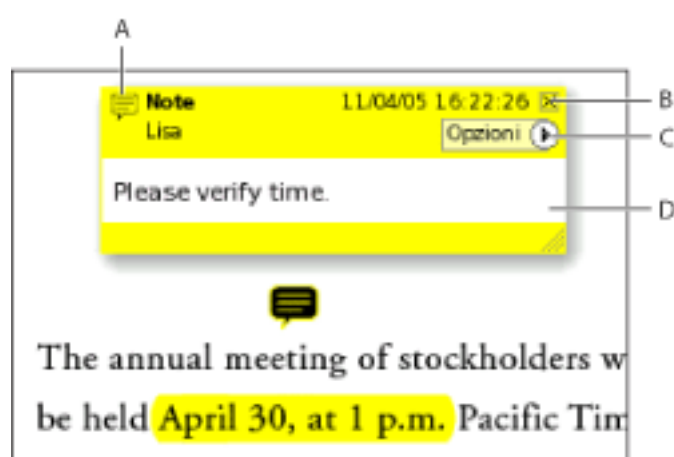 A
Note 11/04/05 16:22:26 B
Lisa Opzioni C
Please verify time. D
The annual meeting of stockholders w
be held April 30, at 1 p.m. Pacific Tim